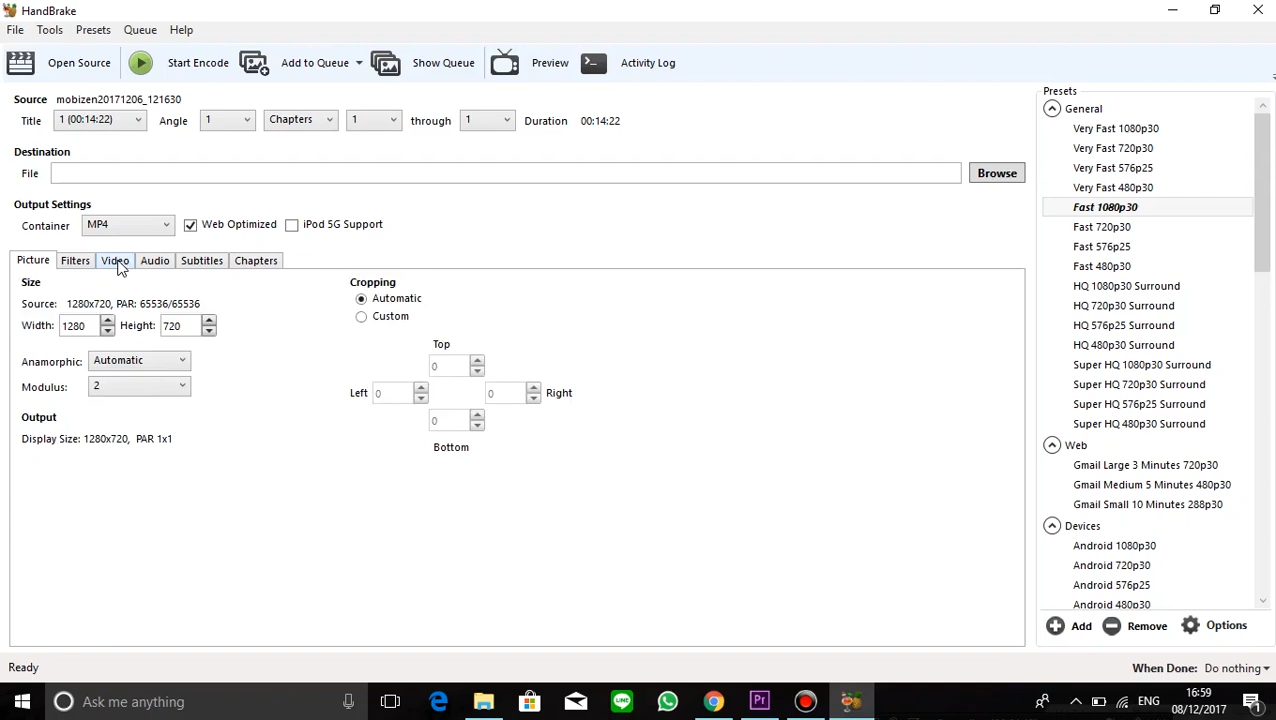 HandBrake
File Tools Presets Queue Help
Open Source Start Encode Add to Queue Show Queue Preview Activity Log
Source mobizen20171206_121630
Title 1 (00:14:22) Angle 1 Chapters 1 through 1 Duration 00:14:22
Destination
File Browse
Output Settings
Container MP4 Web Optimized iPod 5G Support
Picture Filters Video Audio Subtitles Chapters
Size
Source: 1280x720, PAR: 65536/65536
Width: 1280 Height: 720
Anamorphic: Automatic
Modulus: 2
Output
Display Size: 1280x720, PAR 1x1
Cropping
Automatic
Custom
Top
0
Left 0 0 Right
0
Bottom
Presets
General
Very Fast 1080p30
Very Fast 720p30
Very Fast 576p25
Very Fast 480p30
Fast 1080p30
Fast 720p30
Fast 576p25
Fast 480p30
HQ 1080p30 Surround
HQ 720p30 Surround
HQ 576p25 Surround
HQ 480p30 Surround
Super HQ 1080p30 Surround
Super HQ 720p30 Surround
Super HQ 576p25 Surround
Super HQ 480p30 Surround
Web
Gmail Large 3 Minutes 720p30
Gmail Medium 5 Minutes 480p30
Gmail Small 10 Minutes 288p30
Devices
Android 1080p30
Android 720p30
Android 576p25
Android 480p30
Add Remove Options
Ready When Done: Do nothing
Ask me anything
LINE
Pr
ENG
16:59
08/12/2017
1